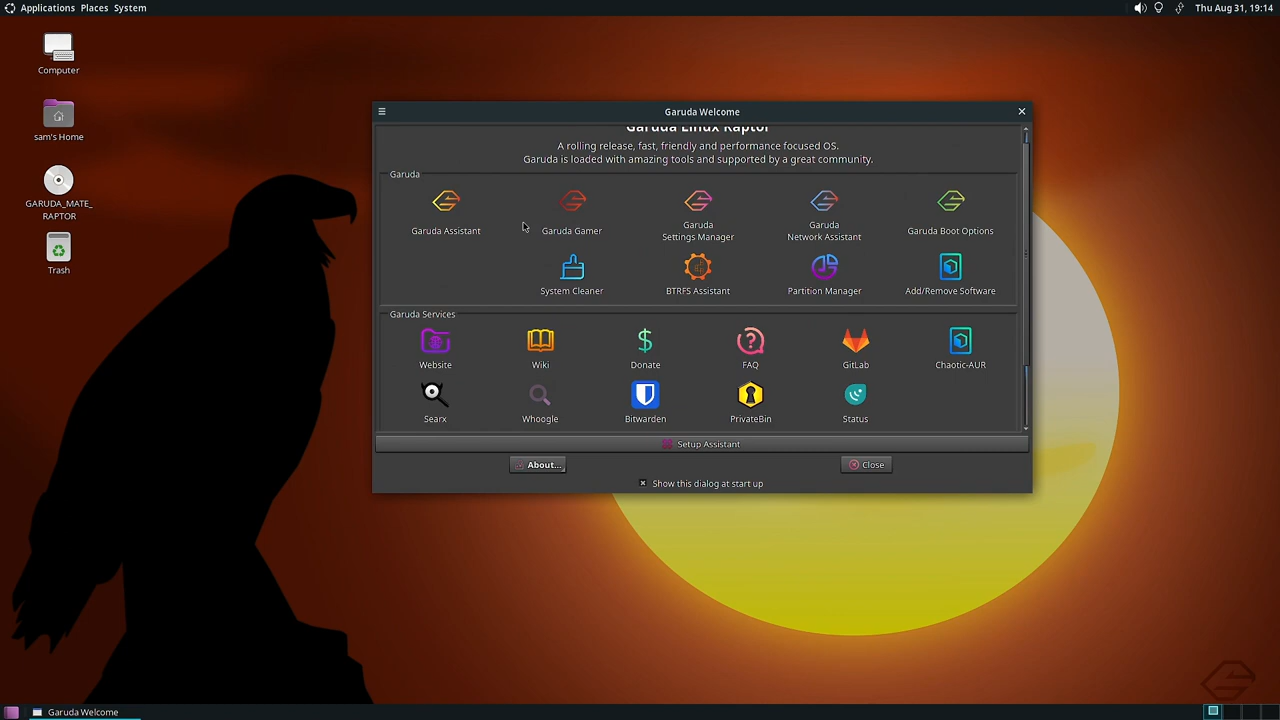 Applications Places System
Thu Aug 31, 19:14
Computer
sam's Home
GARUDA_MATE_
RAPTOR
Trash
Garuda Welcome
Garuda Linux Raptor
A rolling release, fast, friendly and performance focused OS.
Garuda is loaded with amazing tools and supported by a great community.
Garuda
Garuda Assistant
Garuda Gamer
Garuda
Settings Manager
Garuda
Network Assistant
Garuda Boot Options
System Cleaner
BTRFS Assistant
Partition Manager
Add/Remove Software
Garuda Services
Website
Wiki
Donate
FAQ
GitLab
Chaotic-AUR
Searx
Whoogle
Bitwarden
PrivateBin
Status
Setup Assistant
About...
Close
Show this dialog at start up
Garuda Welcome